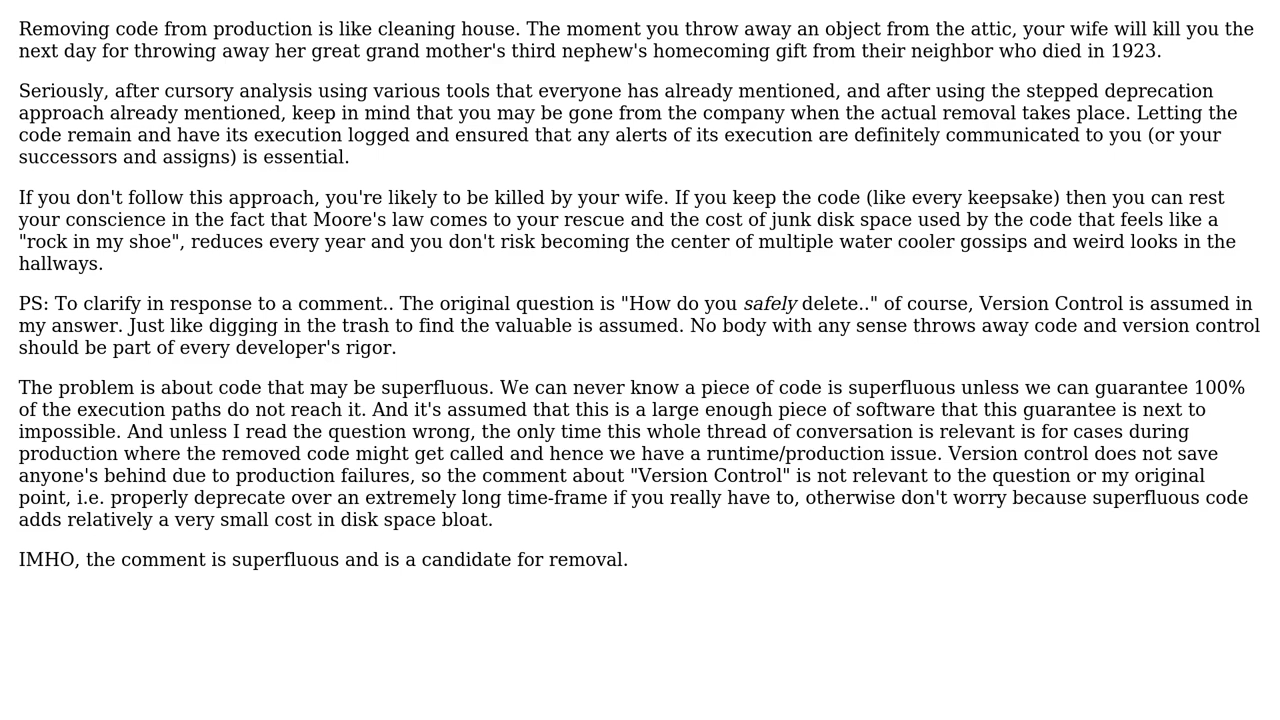 Removing code from production is like cleaning house. The moment you throw away an object from the attic, your wife will kill you the
next day for throwing away her great grand mother's third nephew's homecoming gift from their neighbor who died in 1923.
Seriously, after cursory analysis using various tools that everyone has already mentioned, and after using the stepped deprecation
approach already mentioned, keep in mind that you may be gone from the company when the actual removal takes place. Letting the
code remain and have its execution logged and ensured that any alerts of its execution are definitely communicated to you (or your
successors and assigns) is essential.
If you don't follow this approach, you're likely to be killed by your wife. If you keep the code (like every keepsake) then you can rest
your conscience in the fact that Moore's law comes to your rescue and the cost of junk disk space used by the code that feels like a
"rock in my shoe", reduces every year and you don't risk becoming the center of multiple water cooler gossips and weird looks in the
hallways.
PS: To clarify in response to a comment.. The original question is "How do you safely delete.." of course, Version Control is assumed in
my answer. Just like digging in the trash to find the valuable is assumed. No body with any sense throws away code and version control
should be part of every developer's rigor.
The problem is about code that may be superfluous. We can never know a piece of code is superfluous unless we can guarantee 100%
of the execution paths do not reach it. And it's assumed that this is a large enough piece of software that this guarantee is next to
impossible. And unless I read the question wrong, the only time this whole thread of conversation is relevant is for cases during
production where the removed code might get called and hence we have a runtime/production issue. Version control does not save
anyone's behind due to production failures, so the comment about "Version Control" is not relevant to the question or my original
point, i.e. properly deprecate over an extremely long time-frame if you really have to, otherwise don't worry because superfluous code
adds relatively a very small cost in disk space bloat.
IMHO, the comment is superfluous and is a candidate for removal.